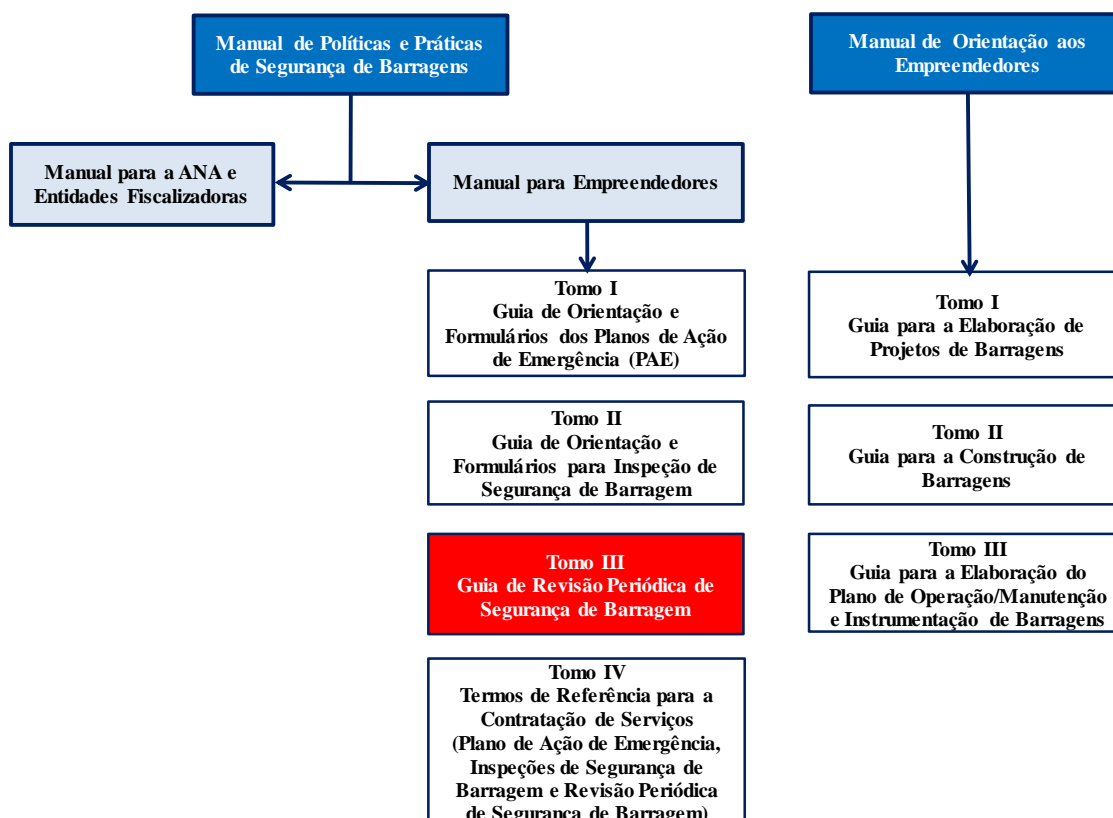 Manual de Políticas e Práticas
de Segurança de Barragens
Manual de Orientação aos
Empreendedores
Manual para a ANA e
Entidades Fiscalizadoras
Manual para Empreendedores
Tomo I
Guia de Orientação e
Formulários dos Planos de Ação
de Emergência (PAE)
Tomo II
Guia de Orientação e
Formulários para Inspeção de
Segurança de Barragem
Tomo III
Guia de Revisão Periódica de
Segurança de Barragem
Tomo IV
Termos de Referência para a
Contratação de Serviços
(Plano de Ação de Emergência,
Inspeções de Segurança de
Barragem e Revisão Periódica
de Segurança de Barragem)
Tomo I
Guia para a Elaboração de
Projetos de Barragens
Tomo II
Guia para a Construção de
Barragens
Tomo III
Guia para a Elaboração do
Plano de Operação/Manutenção
e Instrumentação de Barragens